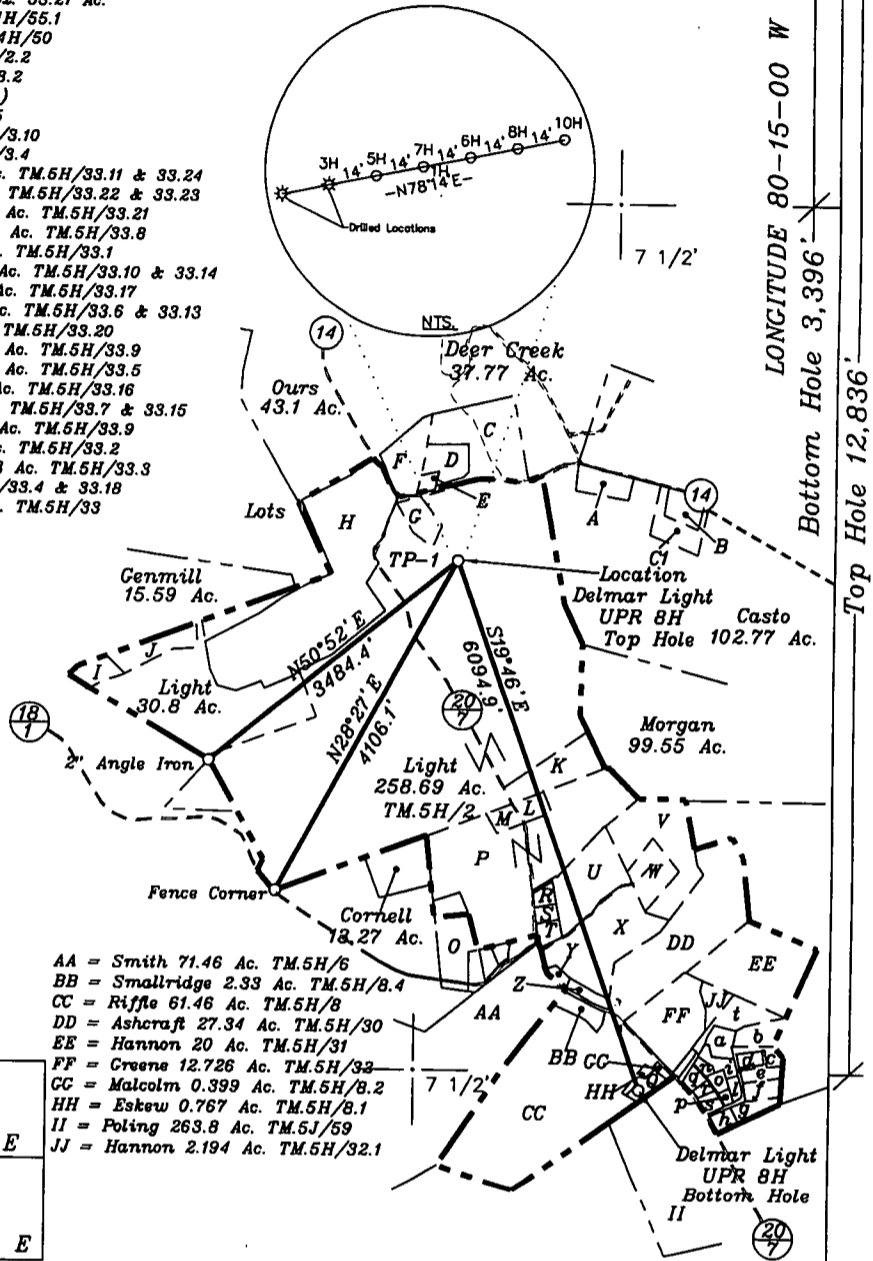 33.27 Ac.
H/55.1
4H/50
/2.2
3.2
)
/3.10
/3.4
c. TM.5H/33.11 & 33.24
TM.5H/33.22 & 33.23
Ac. TM.5H/33.21
Ac. TM.5H/33.8
TM.5H/33.1
Ac. TM.5H/33.10 & 33.14
Ac. TM.5H/33.17
c. TM.5H/33.6 & 33.13
TM.5H/33.20
Ac. TM.5H/33.9
Ac. TM.5H/33.5
Ac. TM.5H/33.16
TM.5H/33.7 & 33.15
Ac. TM.5H/33.9
c. TM.5H/33.2
Ac. TM.5H/33.3
/33.4 & 33.18
TM.5H/33
3H 14' 5H 14' 7H 14' 6H 14' 8H 14' 10H
1H
-N78°14'E-
Drilled Locations
NTS.
7 1/2'
LONGITUDE 80-15-00 W
Bottom Hole 3,396'
Top Hole 12,836'
14
Deer Creek
37.77 Ac.
Ours
43.1 Ac.
C
F
D
E
G
A
14
B
C1
Lots
H
TP-1
Location
Delmar Light
UPR 8H
Top Hole
Casto
102.77 Ac.
Genmill
15.59 Ac.
J
I
Light
30.8 Ac.
N50°52'E
3484.4'
N28°27'E
4106.1'
S19°46'E
6094.9'
18
1
2" Angle Iron
20
7
Light
258.69 Ac.
TM.5H/2
Morgan
99.55 Ac.
K
L
M
P
V
U
W
R
S
T
X
DD
EE
Fence Corner
Cornell
13.27 Ac.
O
Y
Z
AA
JJ
FF
t
a
b
c
d
e
f
g
h
i
l
n
o
p
q
r
s
BB
GG
HH
CC
AA = Smith 71.46 Ac. TM.5H/6
BB = Smallridge 2.33 Ac. TM.5H/8.4
CC = Riffle 61.46 Ac. TM.5H/8
DD = Ashcraft 27.34 Ac. TM.5H/30
EE = Hannon 20 Ac. TM.5H/31
FF = Greene 12.726 Ac. TM.5H/32
GG = Malcolm 0.399 Ac. TM.5H/8.2
HH = Eskew 0.767 Ac. TM.5H/8.1
II = Poling 263.8 Ac. TM.5J/59
JJ = Hannon 2.194 Ac. TM.5H/32.1
7 1/2'
Delmar Light
UPR 8H
Bottom Hole
II
20
7
E
E